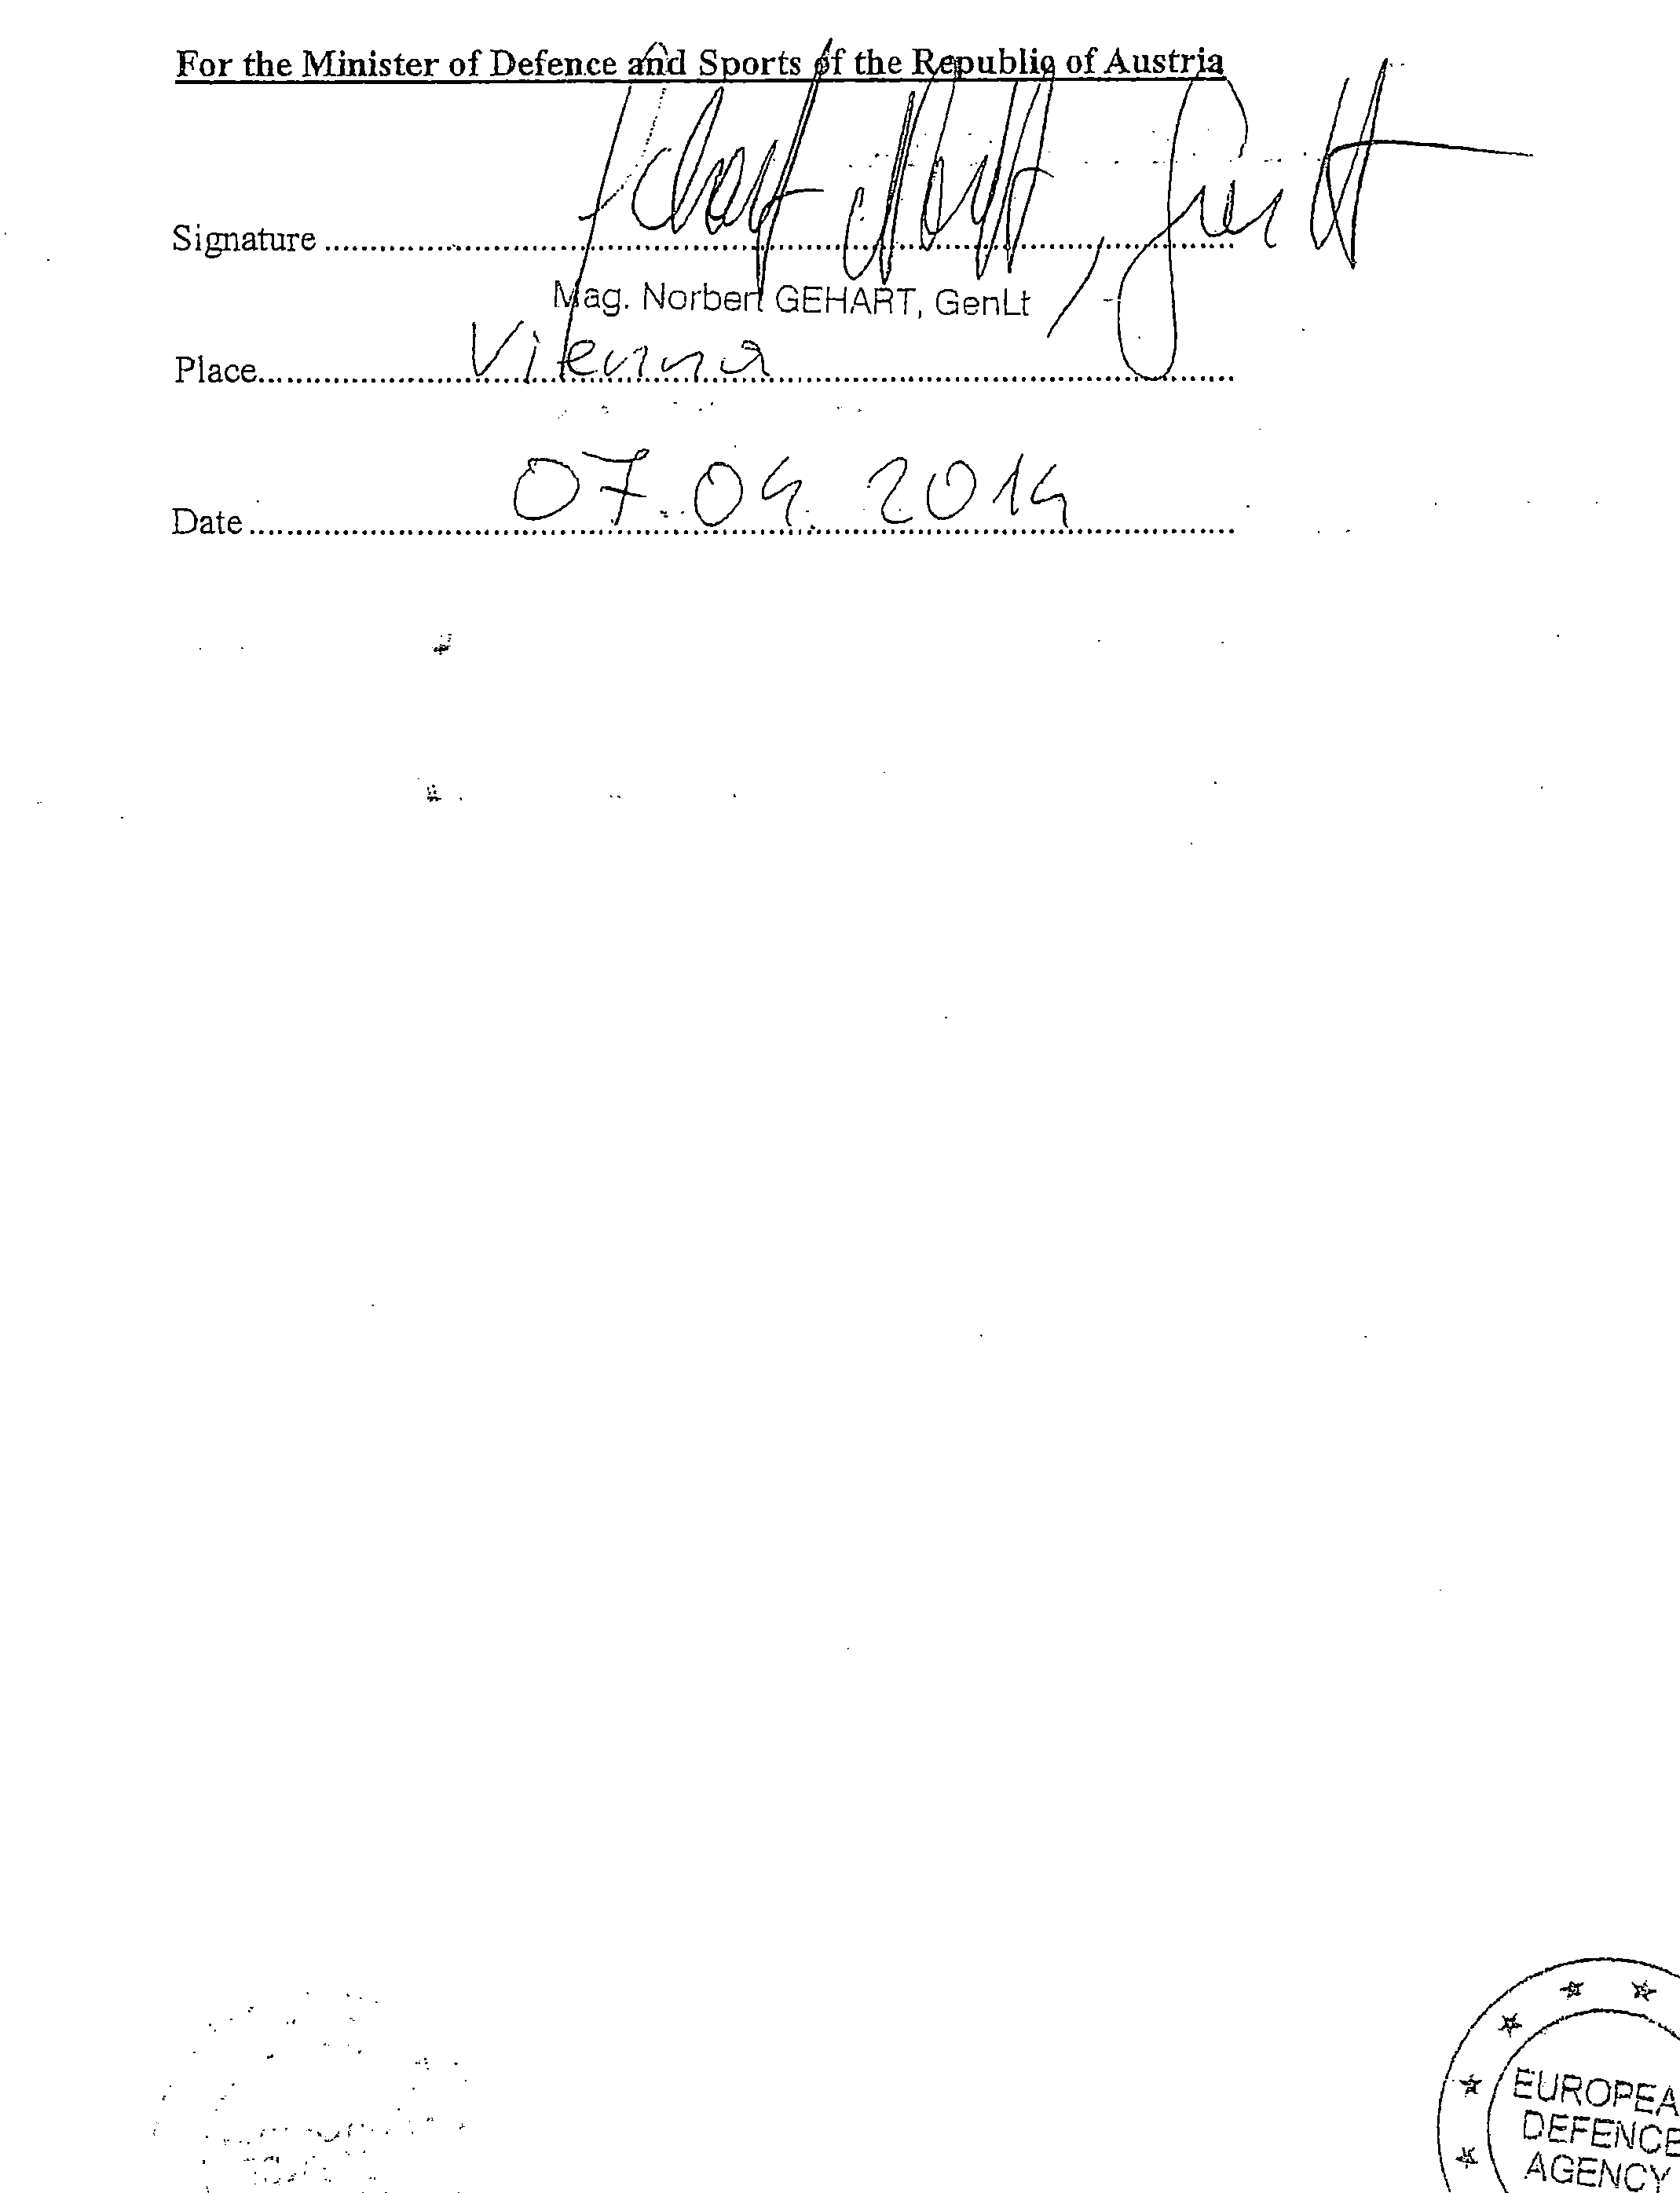 For the Minister of Defence and Sports of the Republic of Austria
Signature
Mag. Norbert GEHART, GenLt
Place Vienna
Date 07.04.2014
EUROPEA
DEFENCE
AGENCY